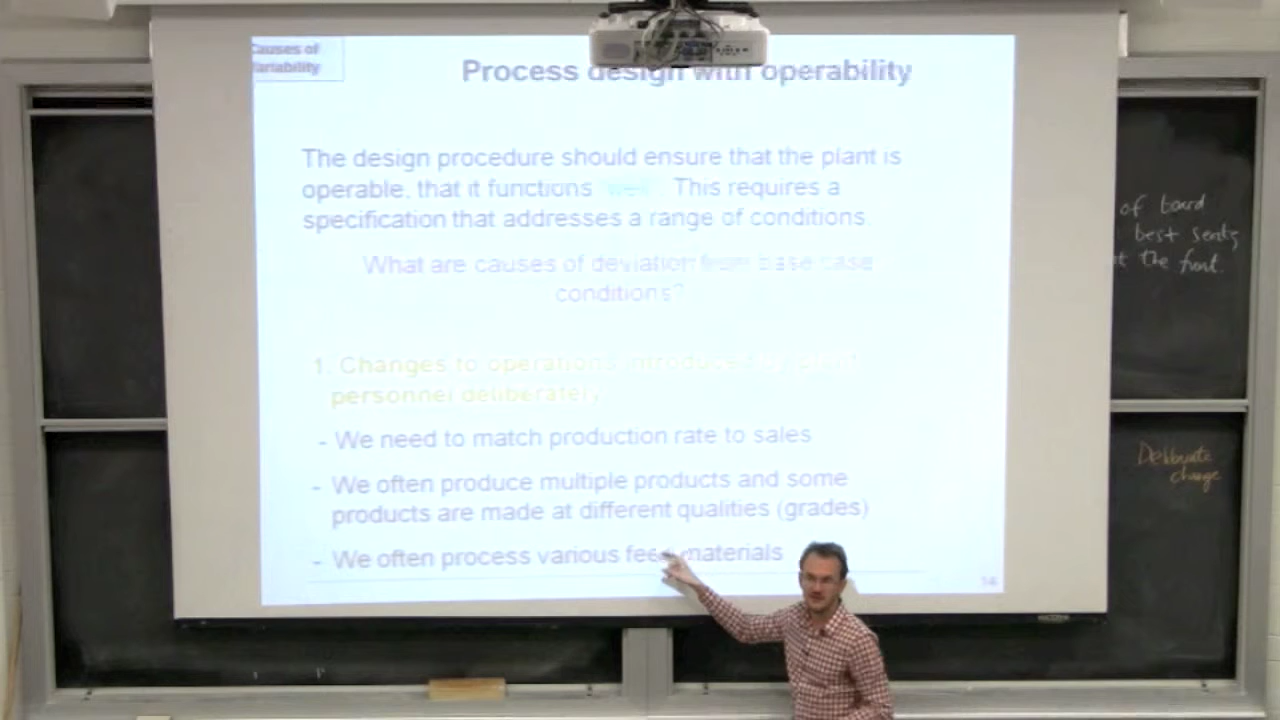 Causes of
Variability
Process design with operability
The design procedure should ensure that the plant is
operable, that it functions "well". This requires a
specification that addresses a range of conditions.
What are causes of deviation from base case
conditions?
1. Changes to operations introduced by plant
personnel deliberately
- We need to match production rate to sales
- We often produce multiple products and some
products are made at different qualities (grades)
- We often process various feed materials
of board
best seats
at the front.
Deliberate
change